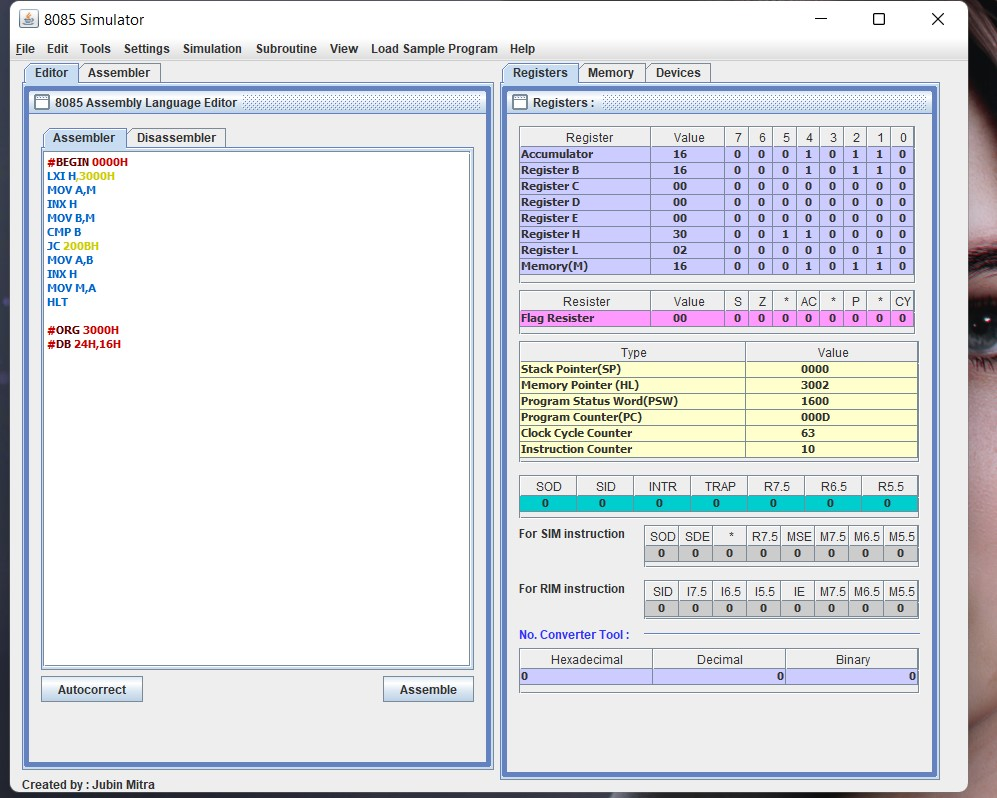 8085 Simulator
File Edit Tools Settings Simulation Subroutine View Load Sample Program Help
Editor Assembler
8085 Assembly Language Editor
Assembler Disassembler
#BEGIN 0000H
LXI H,3000H
MOV A,M
INX H
MOV B,M
CMP B
JC 200BH
MOV A,B
INX H
MOV M,A
HLT
#ORG 3000H
#DB 24H,16H
Autocorrect Assemble
Created by : Jubin Mitra
Registers Memory Devices
Registers :
Register Value 7 6 5 4 3 2 1 0
Accumulator 16 0 0 0 1 0 1 1 0
Register B 16 0 0 0 1 0 1 1 0
Register C 00 0 0 0 0 0 0 0 0
Register D 00 0 0 0 0 0 0 0 0
Register E 00 0 0 0 0 0 0 0 0
Register H 30 0 0 1 1 0 0 0 0
Register L 02 0 0 0 0 0 0 1 0
Memory(M) 16 0 0 0 1 0 1 1 0
Resister Value S Z * AC * P * CY
Flag Resister 00 0 0 0 0 0 0 0 0
Type Value
Stack Pointer(SP) 0000
Memory Pointer (HL) 3002
Program Status Word(PSW) 1600
Program Counter(PC) 000D
Clock Cycle Counter 63
Instruction Counter 10
SOD SID INTR TRAP R7.5 R6.5 R5.5
0 0 0 0 0 0 0
For SIM instruction
SOD SDE * R7.5 MSE M7.5 M6.5 M5.5
0 0 0 0 0 0 0 0
For RIM instruction
SID I7.5 I6.5 I5.5 IE M7.5 M6.5 M5.5
0 0 0 0 0 0 0 0
No. Converter Tool :
Hexadecimal Decimal Binary
0 0 0